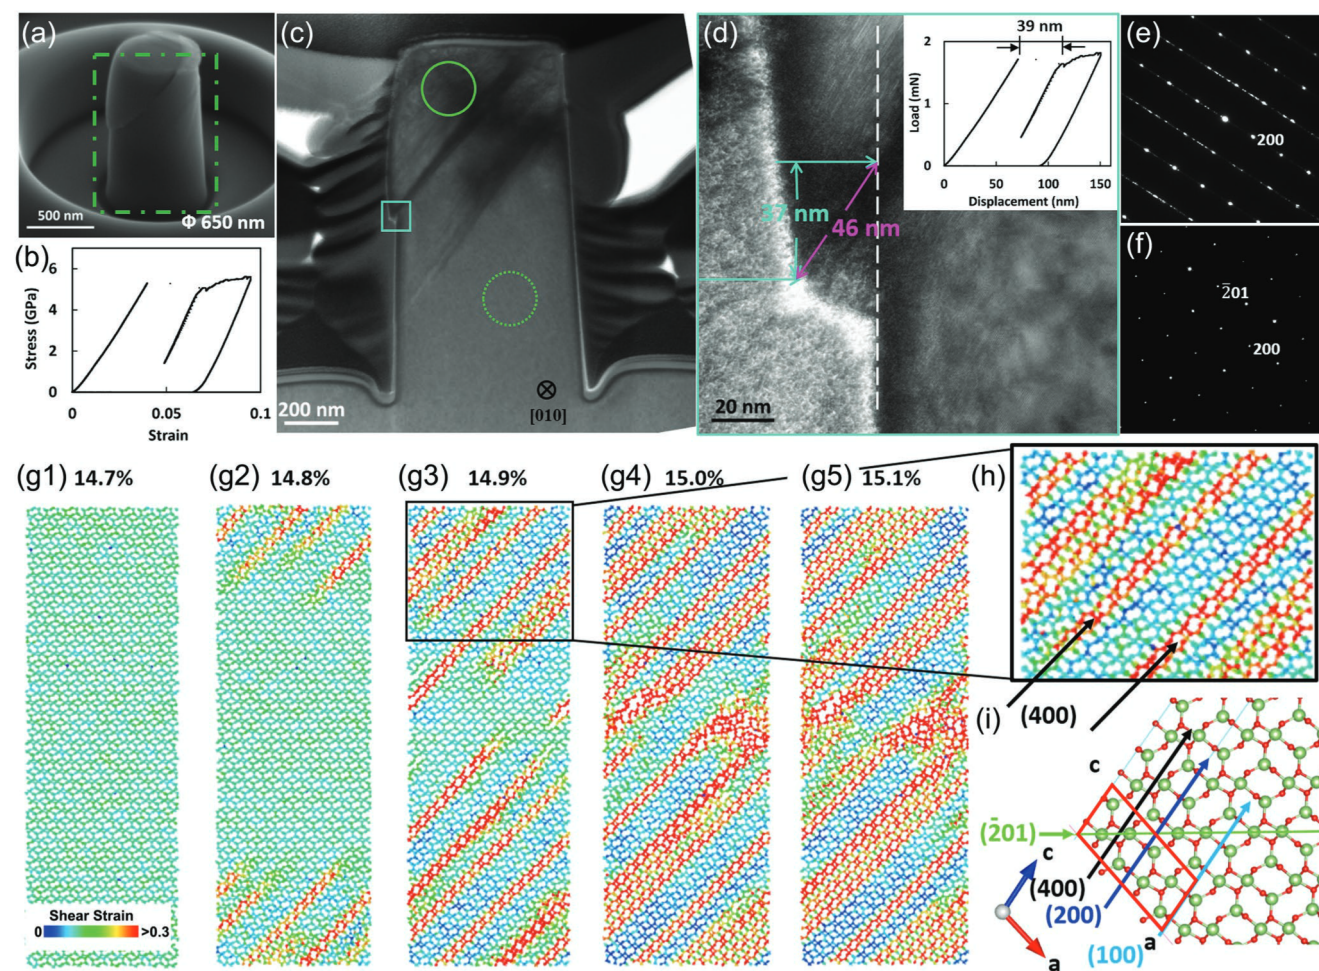 (a)
500 nm
Φ 650 nm
(b)
Stress (GPa)
6
4
2
0
0
0.05
0.1
Strain
(c)
200 nm
[010]
(d)
37 nm
46 nm
20 nm
39 nm
Load (mN)
2
1
0
0
50
100
150
Displacement (nm)
(e)
200
(f)
2̄01
200
(g1) 14.7%
(g2) 14.8%
(g3) 14.9%
(g4) 15.0%
(g5) 15.1%
Shear Strain
0
>0.3
(h)
(400)
(i)
c
(2̄01)
c
(400)
(200)
a
(100)
a